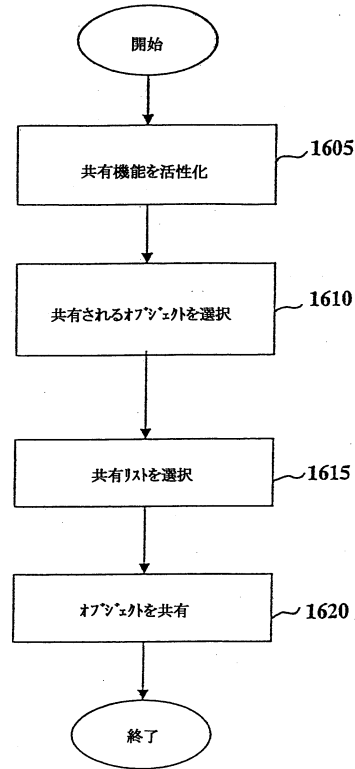 開始
共有機能を活性化
1605
共有されるｵﾌﾞｼﾞｪｸﾄを選択
1610
共有ﾘｽﾄを選択
1615
ｵﾌﾞｼﾞｪｸﾄを共有
1620
終了